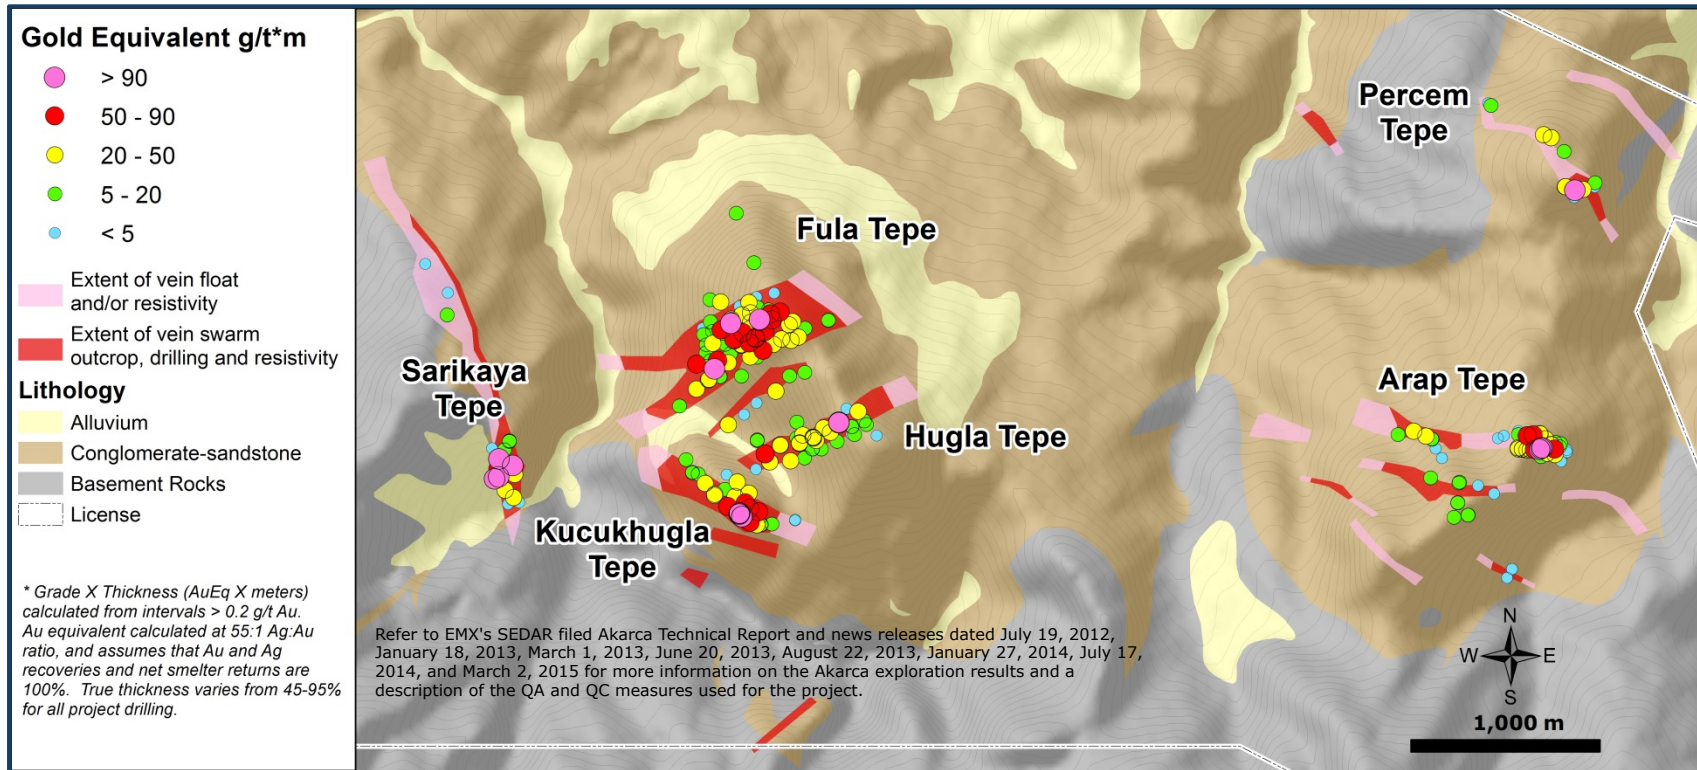 Gold Equivalent g/t*m
> 90
50 - 90
20 - 50
5 - 20
< 5
Extent of vein float
and/or resistivity
Extent of vein swarm
outcrop, drilling and resistivity
Lithology
Alluvium
Conglomerate-sandstone
Basement Rocks
License
* Grade X Thickness (AuEq X meters)
calculated from intervals > 0.2 g/t Au.
Au equivalent calculated at 55:1 Ag:Au
ratio, and assumes that Au and Ag
recoveries and net smelter returns are
100%. True thickness varies from 45-95%
for all project drilling.
Percem
Tepe
Fula Tepe
Sarikaya
Tepe
Arap Tepe
Hugla Tepe
Kucukhugla
Tepe
Refer to EMX's SEDAR filed Akarca Technical Report and news releases dated July 19, 2012,
January 18, 2013, March 1, 2013, June 20, 2013, August 22, 2013, January 27, 2014, July 17,
2014, and March 2, 2015 for more information on the Akarca exploration results and a
description of the QA and QC measures used for the project.
N
W E
S
1,000 m